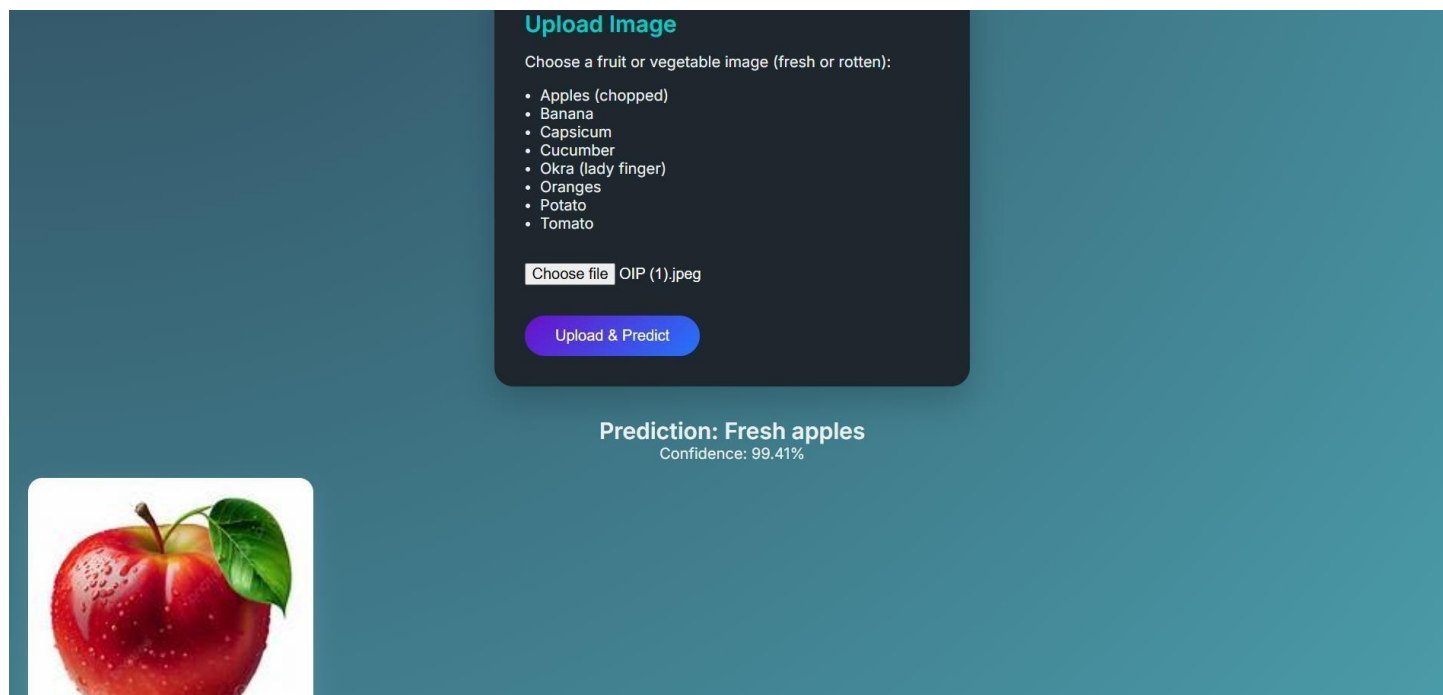 Upload Image
Choose a fruit or vegetable image (fresh or rotten):
• Apples (chopped)
• Banana
• Capsicum
• Cucumber
• Okra (lady finger)
• Oranges
• Potato
• Tomato
Choose file OIP (1).jpeg
Upload & Predict
Prediction: Fresh apples
Confidence: 99.41%